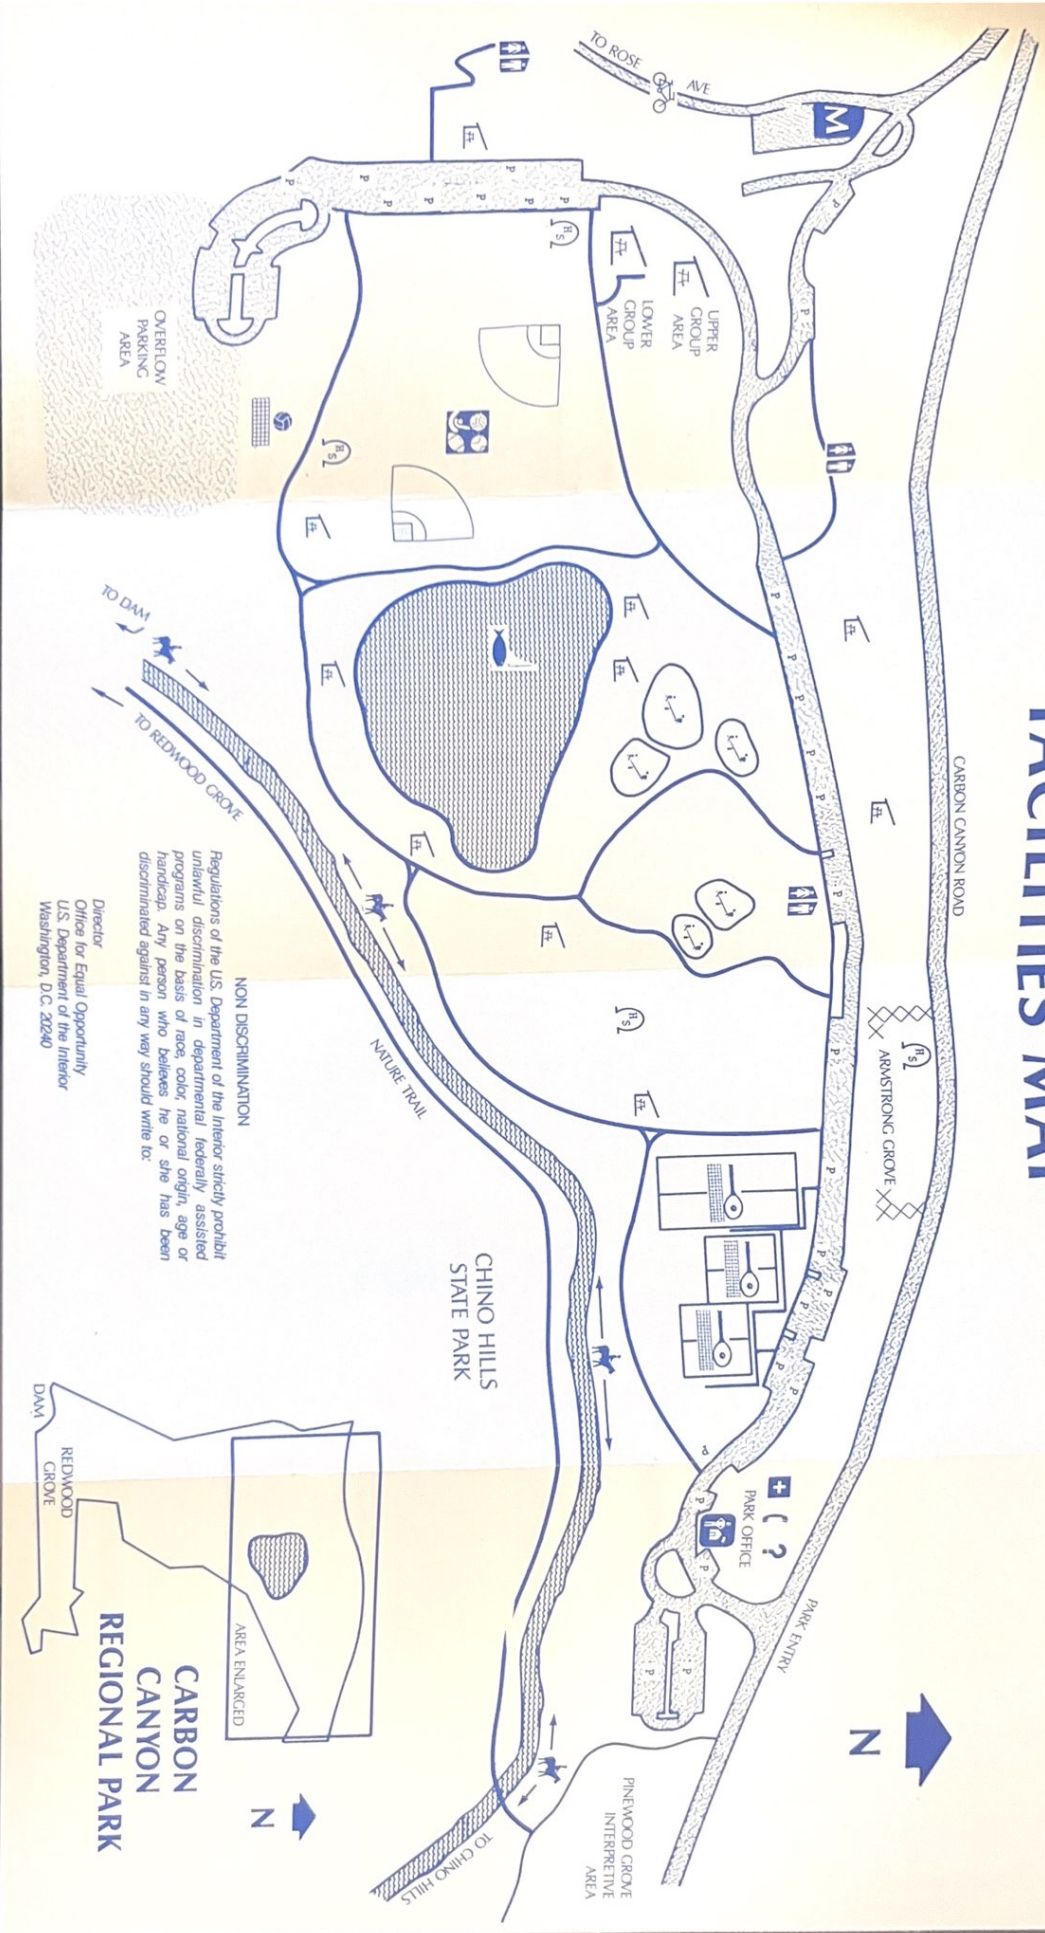 FACILITIES MAP
TO ROSE AVE
M
CARBON CANYON ROAD
UPPER
GROUP
AREA
LOWER
GROUP
AREA
OVERFLOW
PARKING
AREA
ARMSTRONG GROVE
PARK OFFICE
?
PARK ENTRY
N
PINEWOOD GROVE
INTERPRETIVE
AREA
TO DAM
TO REDWOOD GROVE
NATURE TRAIL
CHINO HILLS
STATE PARK
TO CHINO HILLS
NON DISCRIMINATION
Regulations of the U.S. Department of the Interior strictly prohibit
unlawful discrimination in departmental federally assisted
programs on the basis of race, color, national origin, age or
handicap. Any person who believes he or she has been
discriminated against in any way should write to:
Director
Office for Equal Opportunity
U.S. Department of the Interior
Washington, D.C. 20240
DAM
REDWOOD
GROVE
AREA ENLARGED
N
CARBON
CANYON
REGIONAL PARK